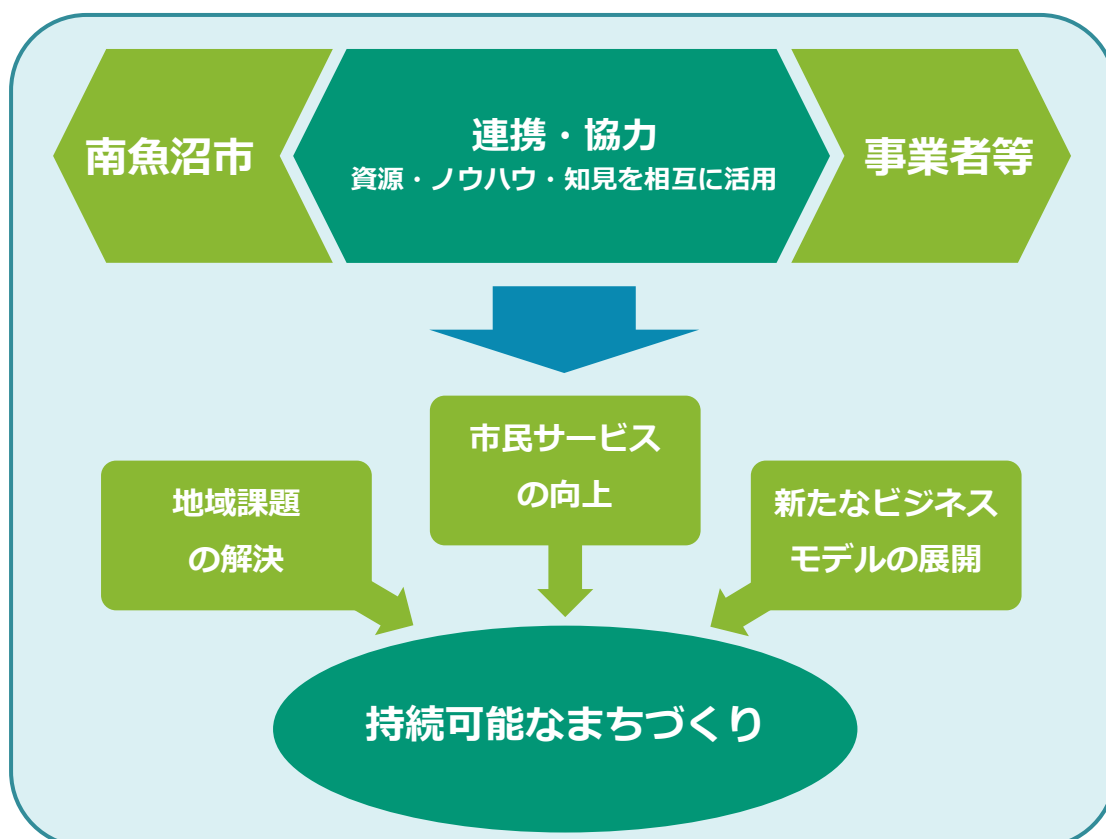 南魚沼市
連携・協力
資源・ノウハウ・知見を相互に活用
事業者等
市民サービス
の向上
地域課題
の解決
新たなビジネス
モデルの展開
持続可能なまちづくり